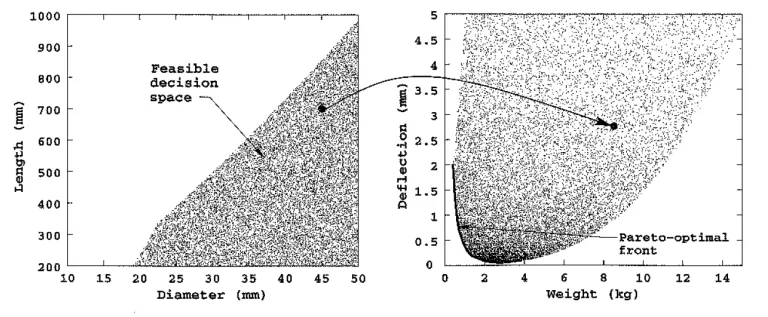 1000
900
800
700
600
500
400
300
200
Length (mm)
Feasible
decision
space
10 15 20 25 30 35 40 45 50
Diameter (mm)
5
4.5
4
3.5
3
2.5
2
1.5
1
0.5
0
Deflection (mm)
Pareto-optimal
front
0 2 4 6 8 10 12 14
Weight (kg)